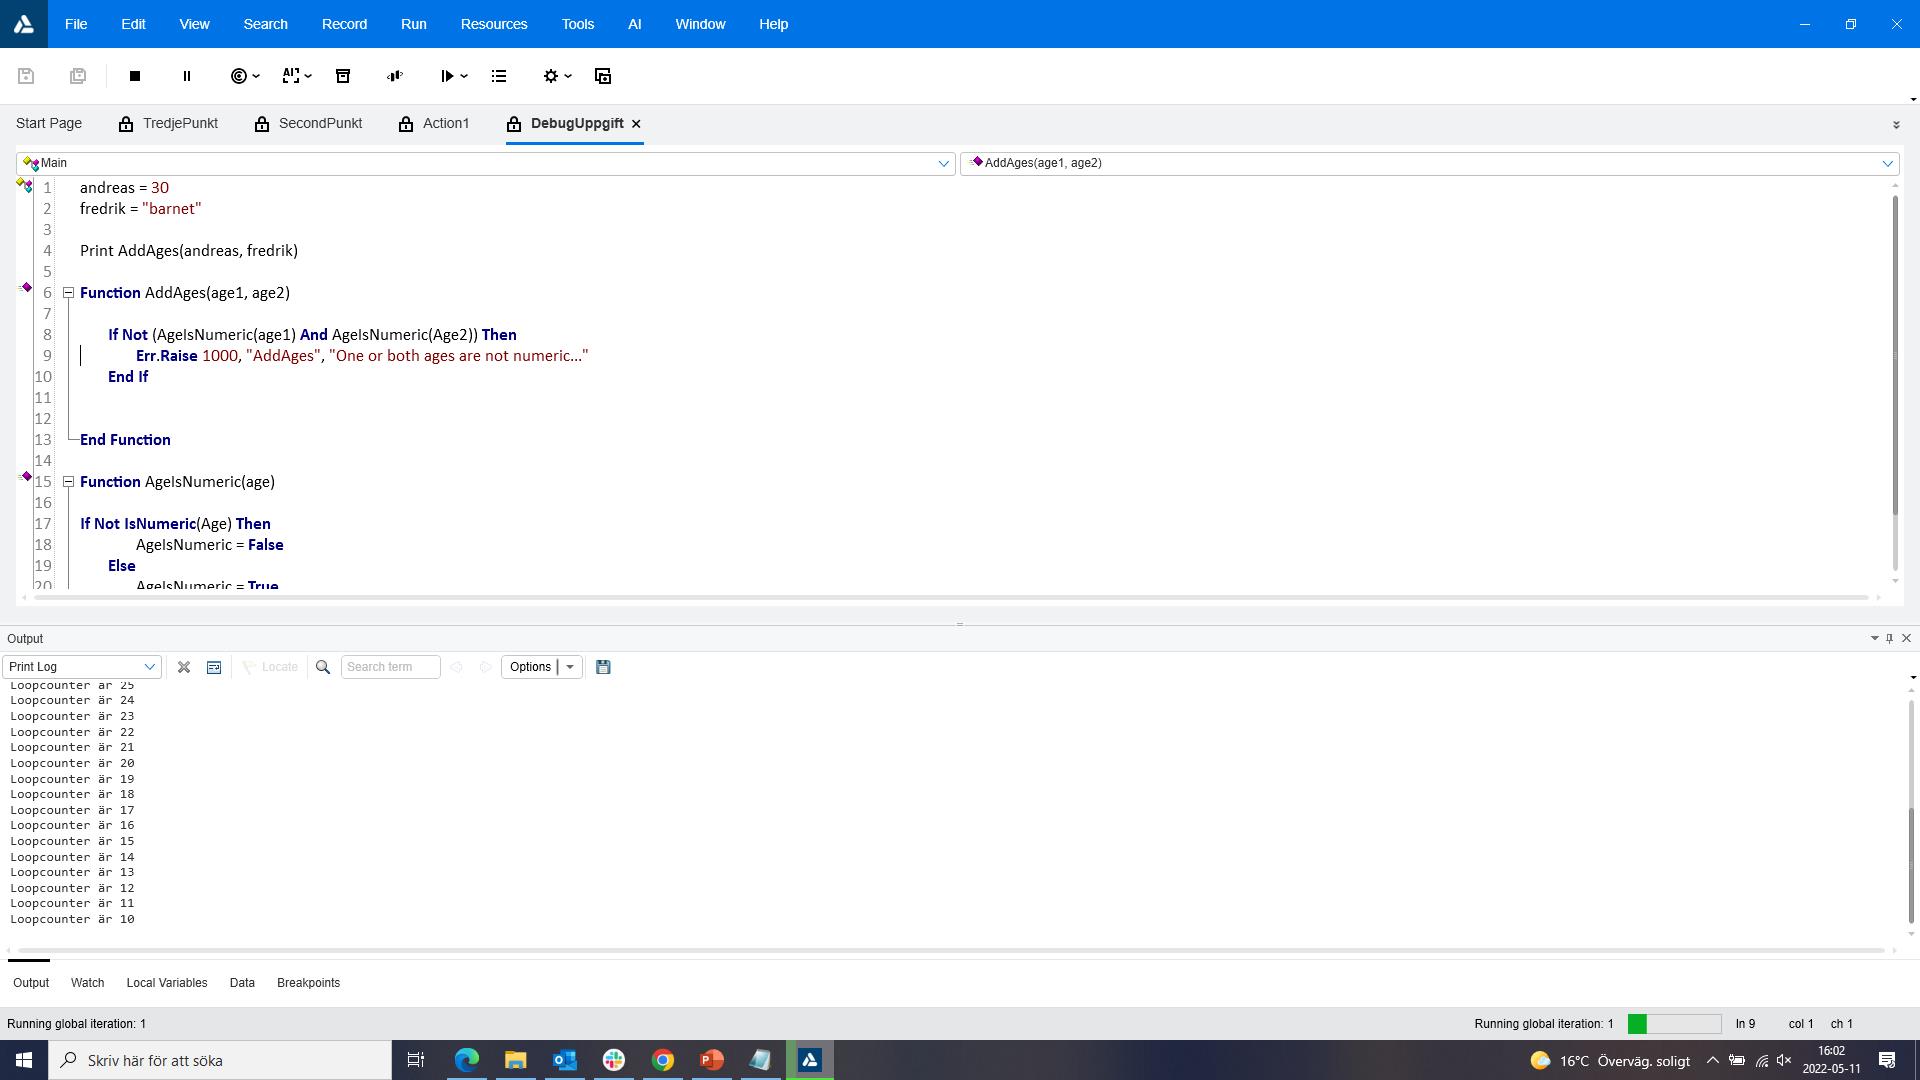 File Edit View Search Record Run Resources Tools AI Window Help
Start Page TredjePunkt SecondPunkt Action1 DebugUppgift
Main AddAges(age1, age2)
1 andreas = 30
2 fredrik = "barnet"
3
4 Print AddAges(andreas, fredrik)
5
6 Function AddAges(age1, age2)
7
8 If Not (AgeIsNumeric(age1) And AgeIsNumeric(Age2)) Then
9 Err.Raise 1000, "AddAges", "One or both ages are not numeric..."
10 End If
11
12
13 End Function
14
15 Function AgeIsNumeric(age)
16
17 If Not IsNumeric(Age) Then
18 AgeIsNumeric = False
19 Else
20 AgeIsNumeric = True
Output
Print Log Locate Search term Options
Loopcounter är 25
Loopcounter är 24
Loopcounter är 23
Loopcounter är 22
Loopcounter är 21
Loopcounter är 20
Loopcounter är 19
Loopcounter är 18
Loopcounter är 17
Loopcounter är 16
Loopcounter är 15
Loopcounter är 14
Loopcounter är 13
Loopcounter är 12
Loopcounter är 11
Loopcounter är 10
Output Watch Local Variables Data Breakpoints
Running global iteration: 1 Running global iteration: 1 ln 9 col 1 ch 1
Skriv här för att söka 16°C Överväg. soligt 16:02
2022-05-11